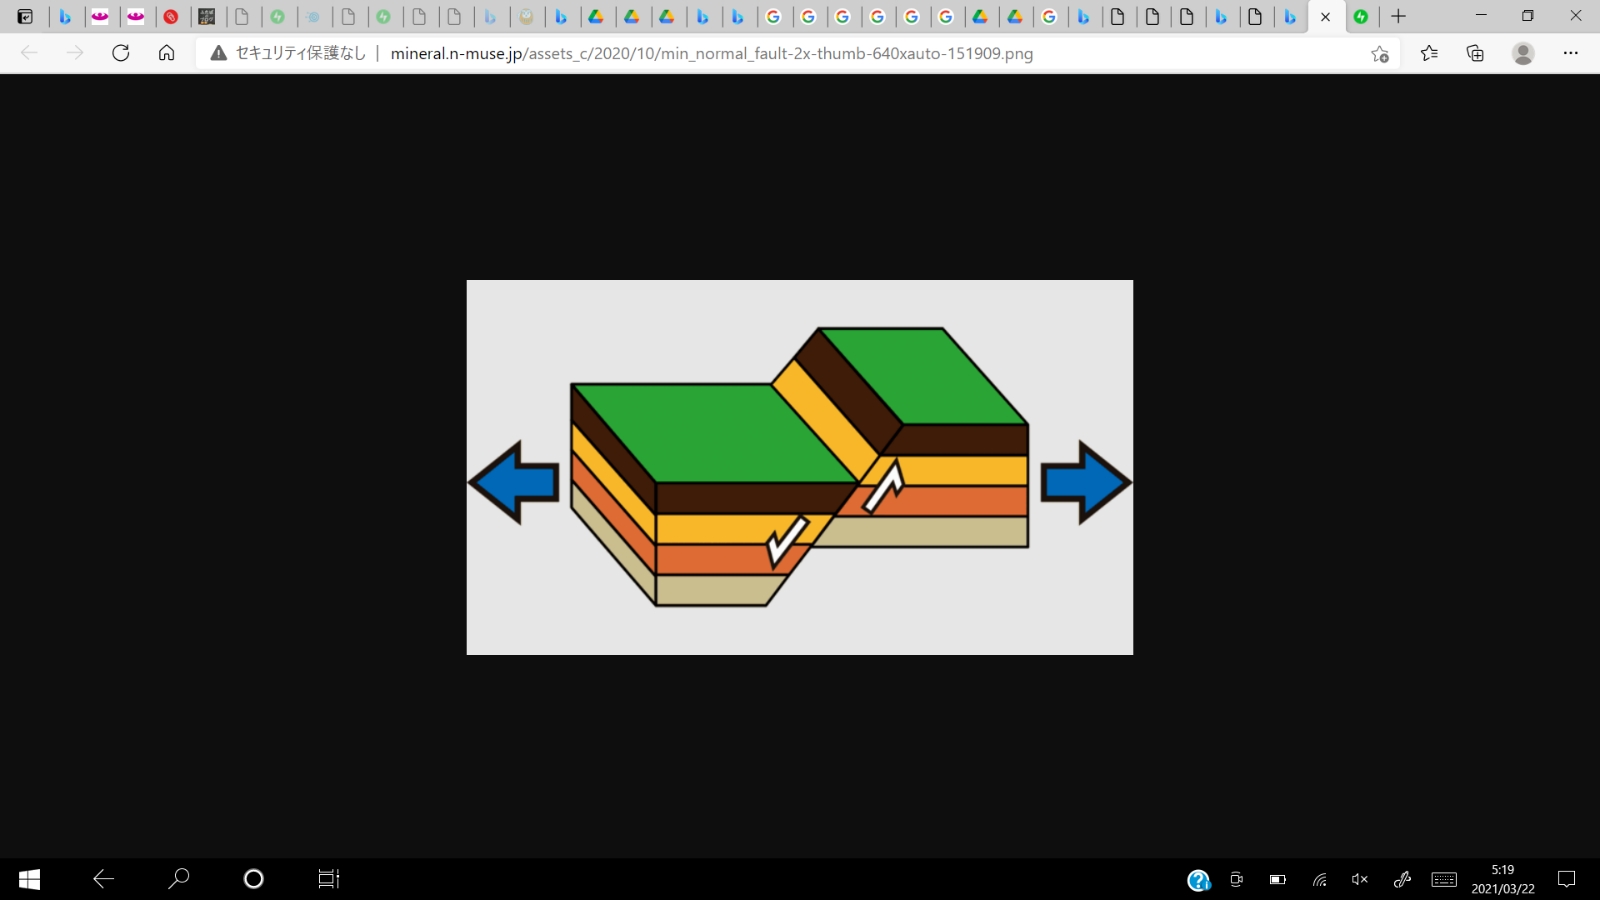 セキュリティ保護なし | mineral.n-muse.jp/assets_c/2020/10/min_normal_fault-2x-thumb-640xauto-151909.png
5:19
2021/03/22